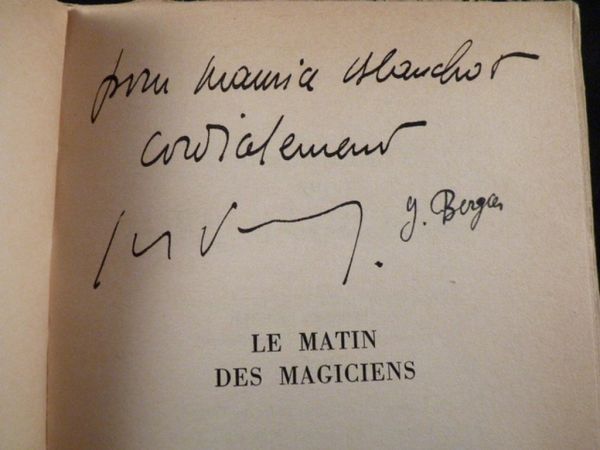 pour Maurice Blanchot
cordialement
J. Bergier
LE MATIN
DES MAGICIENS